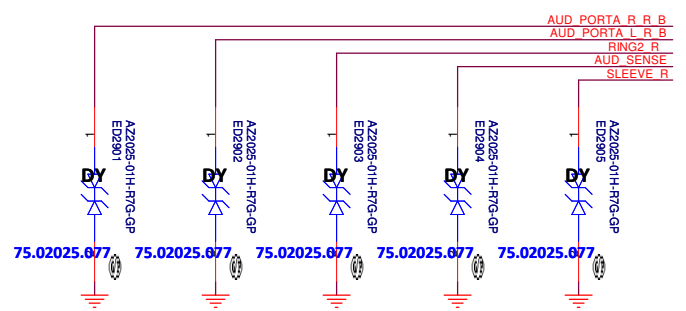 AUD_PORTA_R_R_B
AUD_PORTA_L_R_B
RING2_R
AUD_SENSE
SLEEVE_R
1
AZ2025-01H-R7G-GP
ED2901
DY
75.02025.077
1
AZ2025-01H-R7G-GP
ED2902
DY
75.02025.077
1
AZ2025-01H-R7G-GP
ED2903
DY
75.02025.077
1
AZ2025-01H-R7G-GP
ED2904
DY
75.02025.077
1
AZ2025-01H-R7G-GP
ED2905
DY
75.02025.077